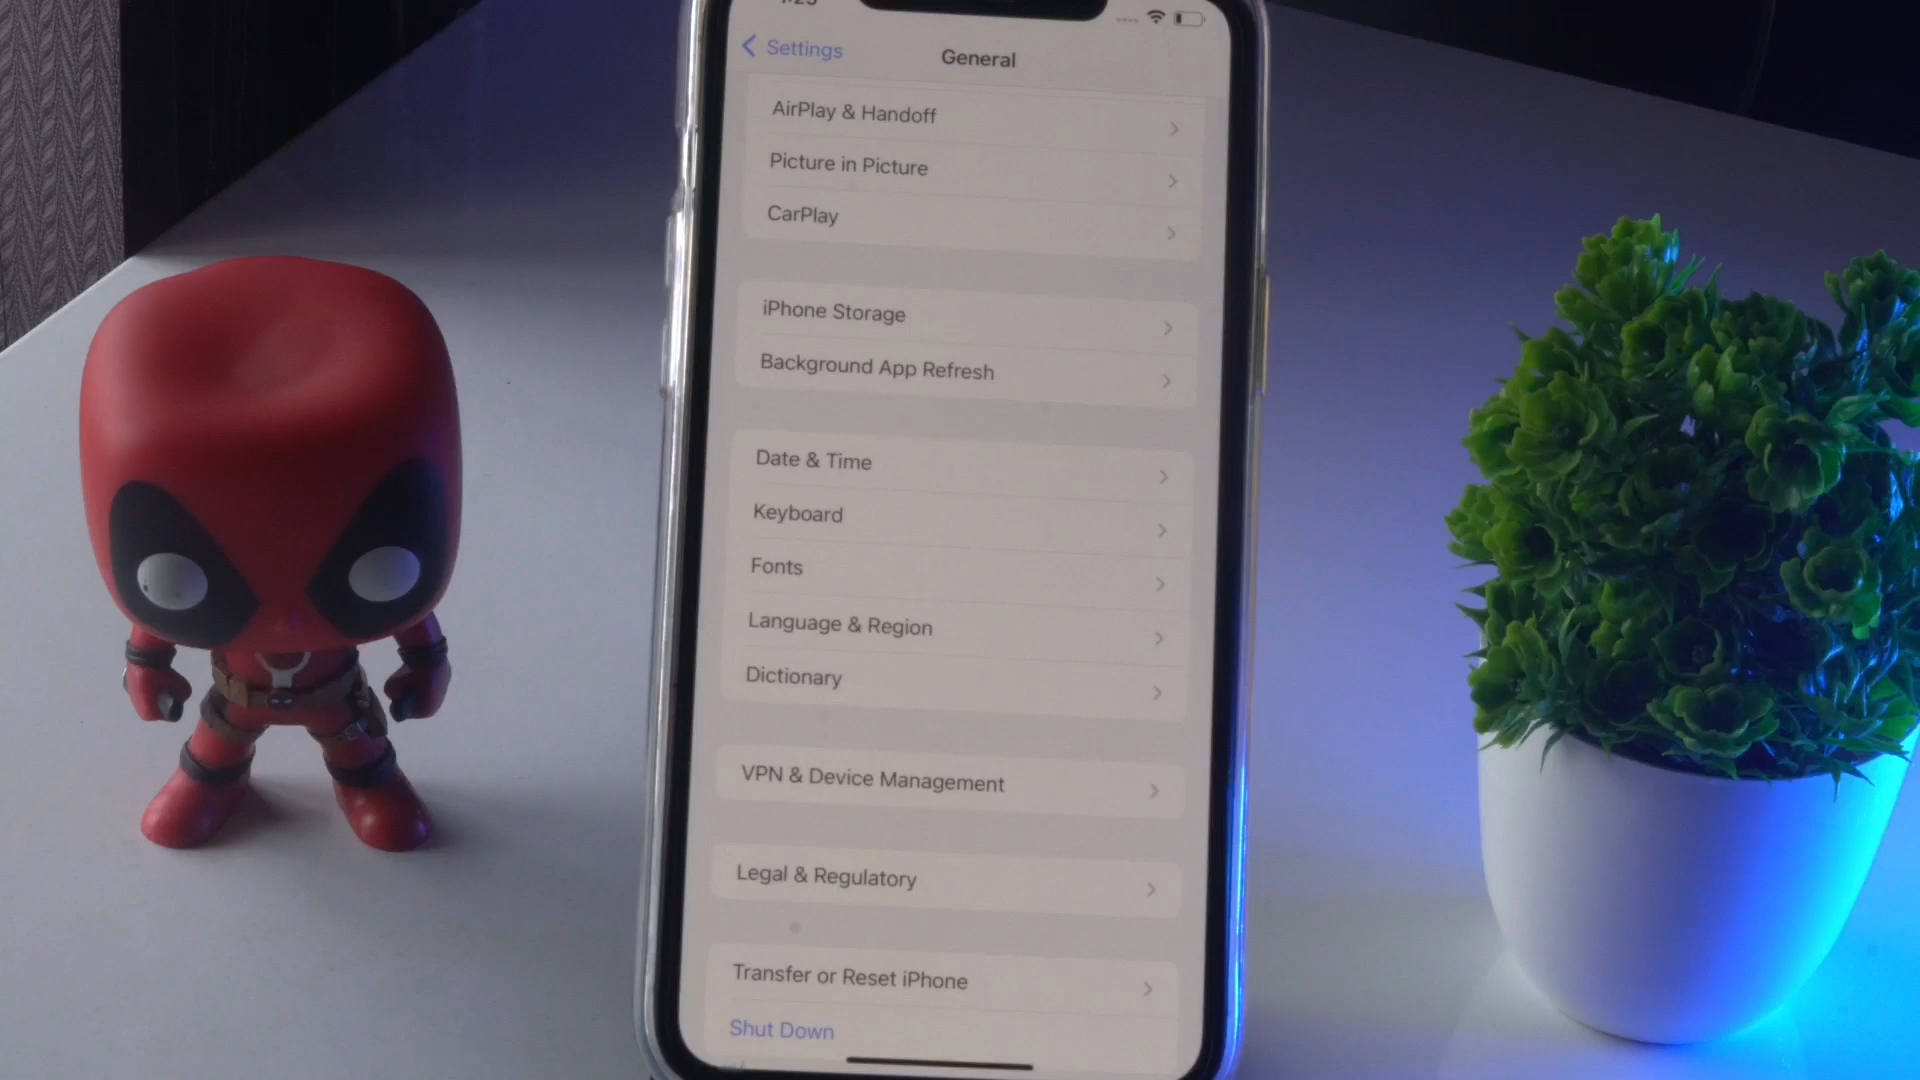 Settings
General
AirPlay & Handoff
Picture in Picture
CarPlay
iPhone Storage
Background App Refresh
Date & Time
Keyboard
Fonts
Language & Region
Dictionary
VPN & Device Management
Legal & Regulatory
Transfer or Reset iPhone
Shut Down